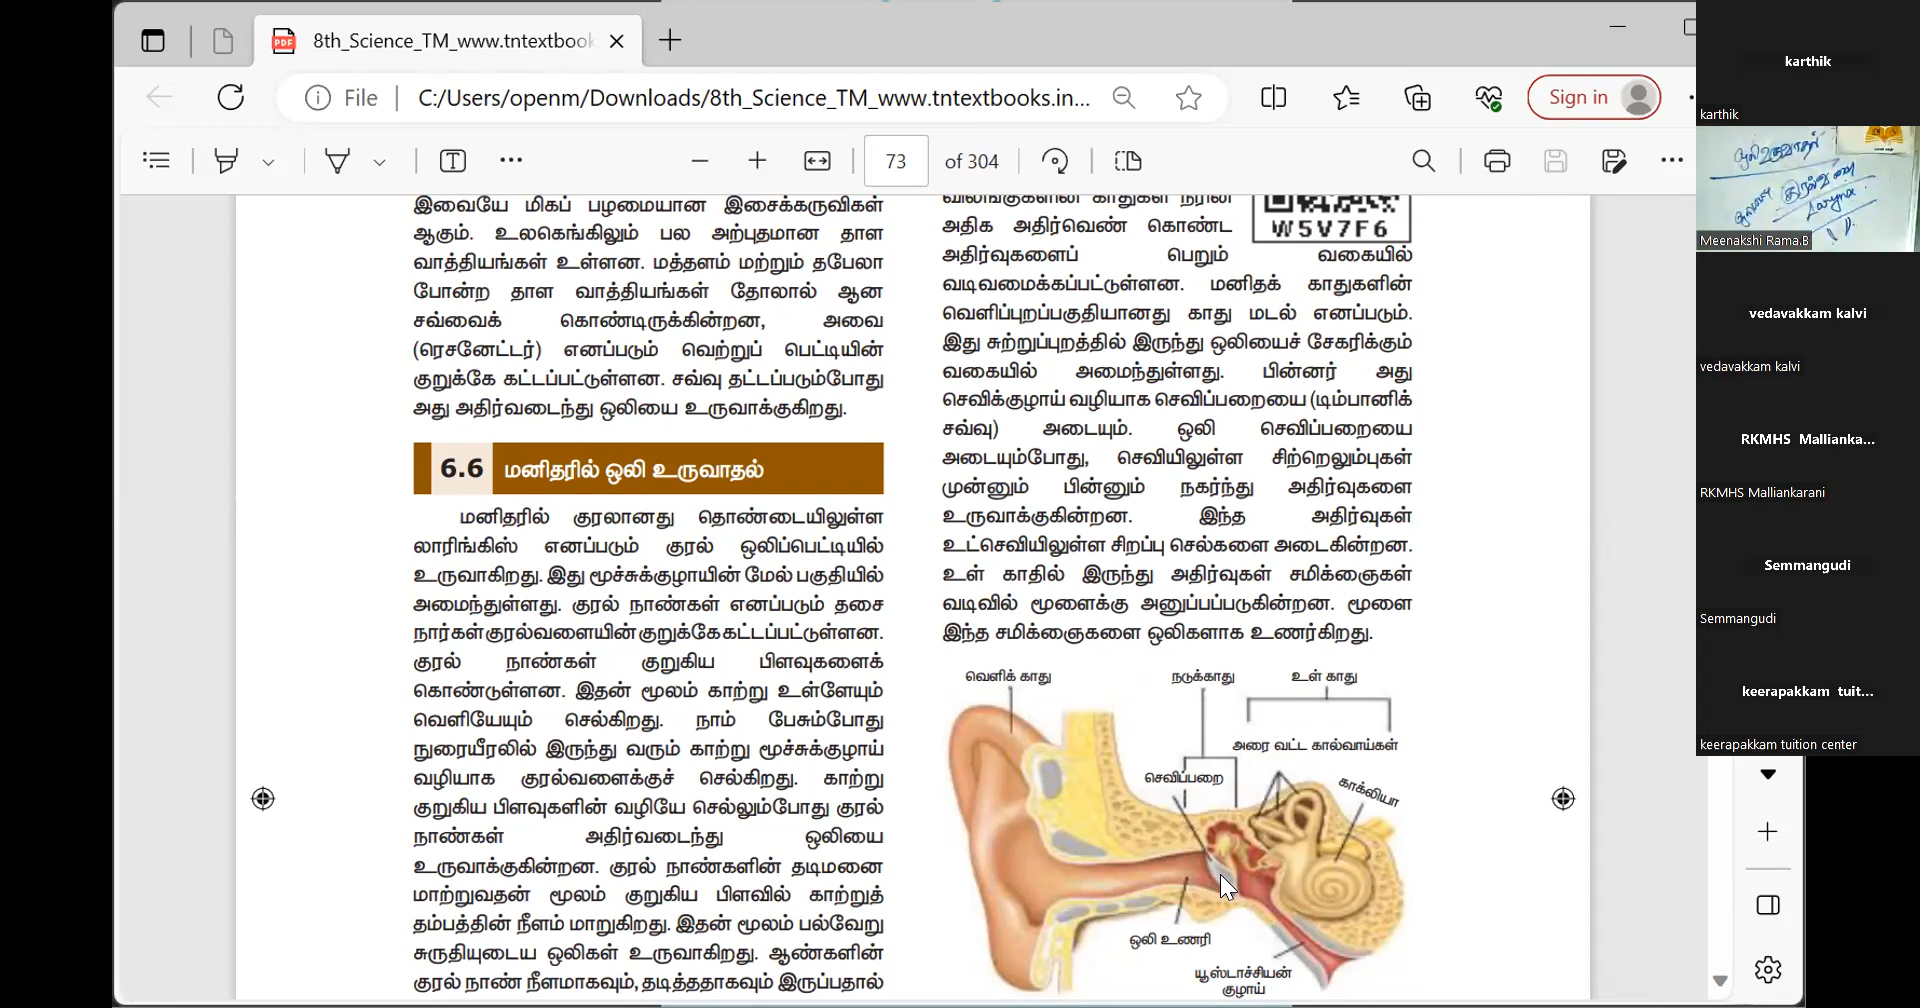 8th_Science_TM_www.tntextbook
File
C:/Users/openm/Downloads/8th_Science_TM_www.tntextbooks.in...
Sign in
73 of 304
இவையே மிகப் பழமையான இசைக்கருவிகள்
ஆகும். உலகெங்கிலும் பல அற்புதமான தாள
வாத்தியங்கள் உள்ளன. மத்தளம் மற்றும் தபேலா
போன்ற தாள வாத்தியங்கள் தோலால் ஆன
சவ்வைக் கொண்டிருக்கின்றன, அவை
(ரெசனேட்டர்) எனப்படும் வெற்றுப் பெட்டியின்
குறுக்கே கட்டப்பட்டுள்ளன. சவ்வு தட்டப்படும்போது
அது அதிர்வடைந்து ஒலியை உருவாக்குகிறது.
6.6 மனிதரில் ஒலி உருவாதல்
மனிதரில் குரலானது தொண்டையிலுள்ள
லாரிங்கிஸ் எனப்படும் குரல் ஒலிப்பெட்டியில்
உருவாகிறது. இது மூச்சுக்குழாயின் மேல் பகுதியில்
அமைந்துள்ளது. குரல் நாண்கள் எனப்படும் தசை
நார்கள் குரல்வளையின் குறுக்கே கட்டப்பட்டுள்ளன.
குரல் நாண்கள் குறுகிய பிளவுகளைக்
கொண்டுள்ளன. இதன் மூலம் காற்று உள்ளேயும்
வெளியேயும் செல்கிறது. நாம் பேசும்போது
நுரையீரலில் இருந்து வரும் காற்று மூச்சுக்குழாய்
வழியாக குரல்வளைக்குச் செல்கிறது. காற்று
குறுகிய பிளவுகளின் வழியே செல்லும்போது குரல்
நாண்கள் அதிர்வடைந்து ஒலியை
உருவாக்குகின்றன. குரல் நாண்களின் தடிமனை
மாற்றுவதன் மூலம் குறுகிய பிளவில் காற்றுத்
தம்பத்தின் நீளம் மாறுகிறது. இதன் மூலம் பல்வேறு
சுருதியுடைய ஒலிகள் உருவாகிறது. ஆண்களின்
குரல் நாண் நீளமாகவும், தடித்ததாகவும் இருப்பதால்
விலங்குகளின் காதுகள் நீரின்
அதிக அதிர்வெண் கொண்ட
அதிர்வுகளைப் பெறும் வகையில்
W5V7F6
வடிவமைக்கப்பட்டுள்ளன. மனிதக் காதுகளின்
வெளிப்புறப்பகுதியானது காது மடல் எனப்படும்.
இது சுற்றுப்புறத்தில் இருந்து ஒலியைச் சேகரிக்கும்
வகையில் அமைந்துள்ளது. பின்னர் அது
செவிக்குழாய் வழியாக செவிப்பறையை (டிம்பானிக்
சவ்வு) அடையும். ஒலி செவிப்பறையை
அடையும்போது, செவியிலுள்ள சிற்றெலும்புகள்
முன்னும் பின்னும் நகர்ந்து அதிர்வுகளை
உருவாக்குகின்றன. இந்த அதிர்வுகள்
உட்செவியிலுள்ள சிறப்பு செல்களை அடைகின்றன.
உள் காதில் இருந்து அதிர்வுகள் சமிக்ஞைகள்
வடிவில் மூளைக்கு அனுப்பப்படுகின்றன. மூளை
இந்த சமிக்ஞைகளை ஒலிகளாக உணர்கிறது.
வெளிக் காது
நடுக்காது
உள் காது
அரை வட்ட கால்வாய்கள்
செவிப்பறை
காக்லியா
ஒலி உணரி
யூஸ்டாச்சியன்
குழாய்
karthik
karthik
ஒலி உருவாதல்
குரல்வளை
Meenakshi Rama.B
vedavakkam kalvi
vedavakkam kalvi
RKMHS Mallianka...
RKMHS Malliankarani
Semmangudi
Semmangudi
keerapakkam tuit...
keerapakkam tuition center